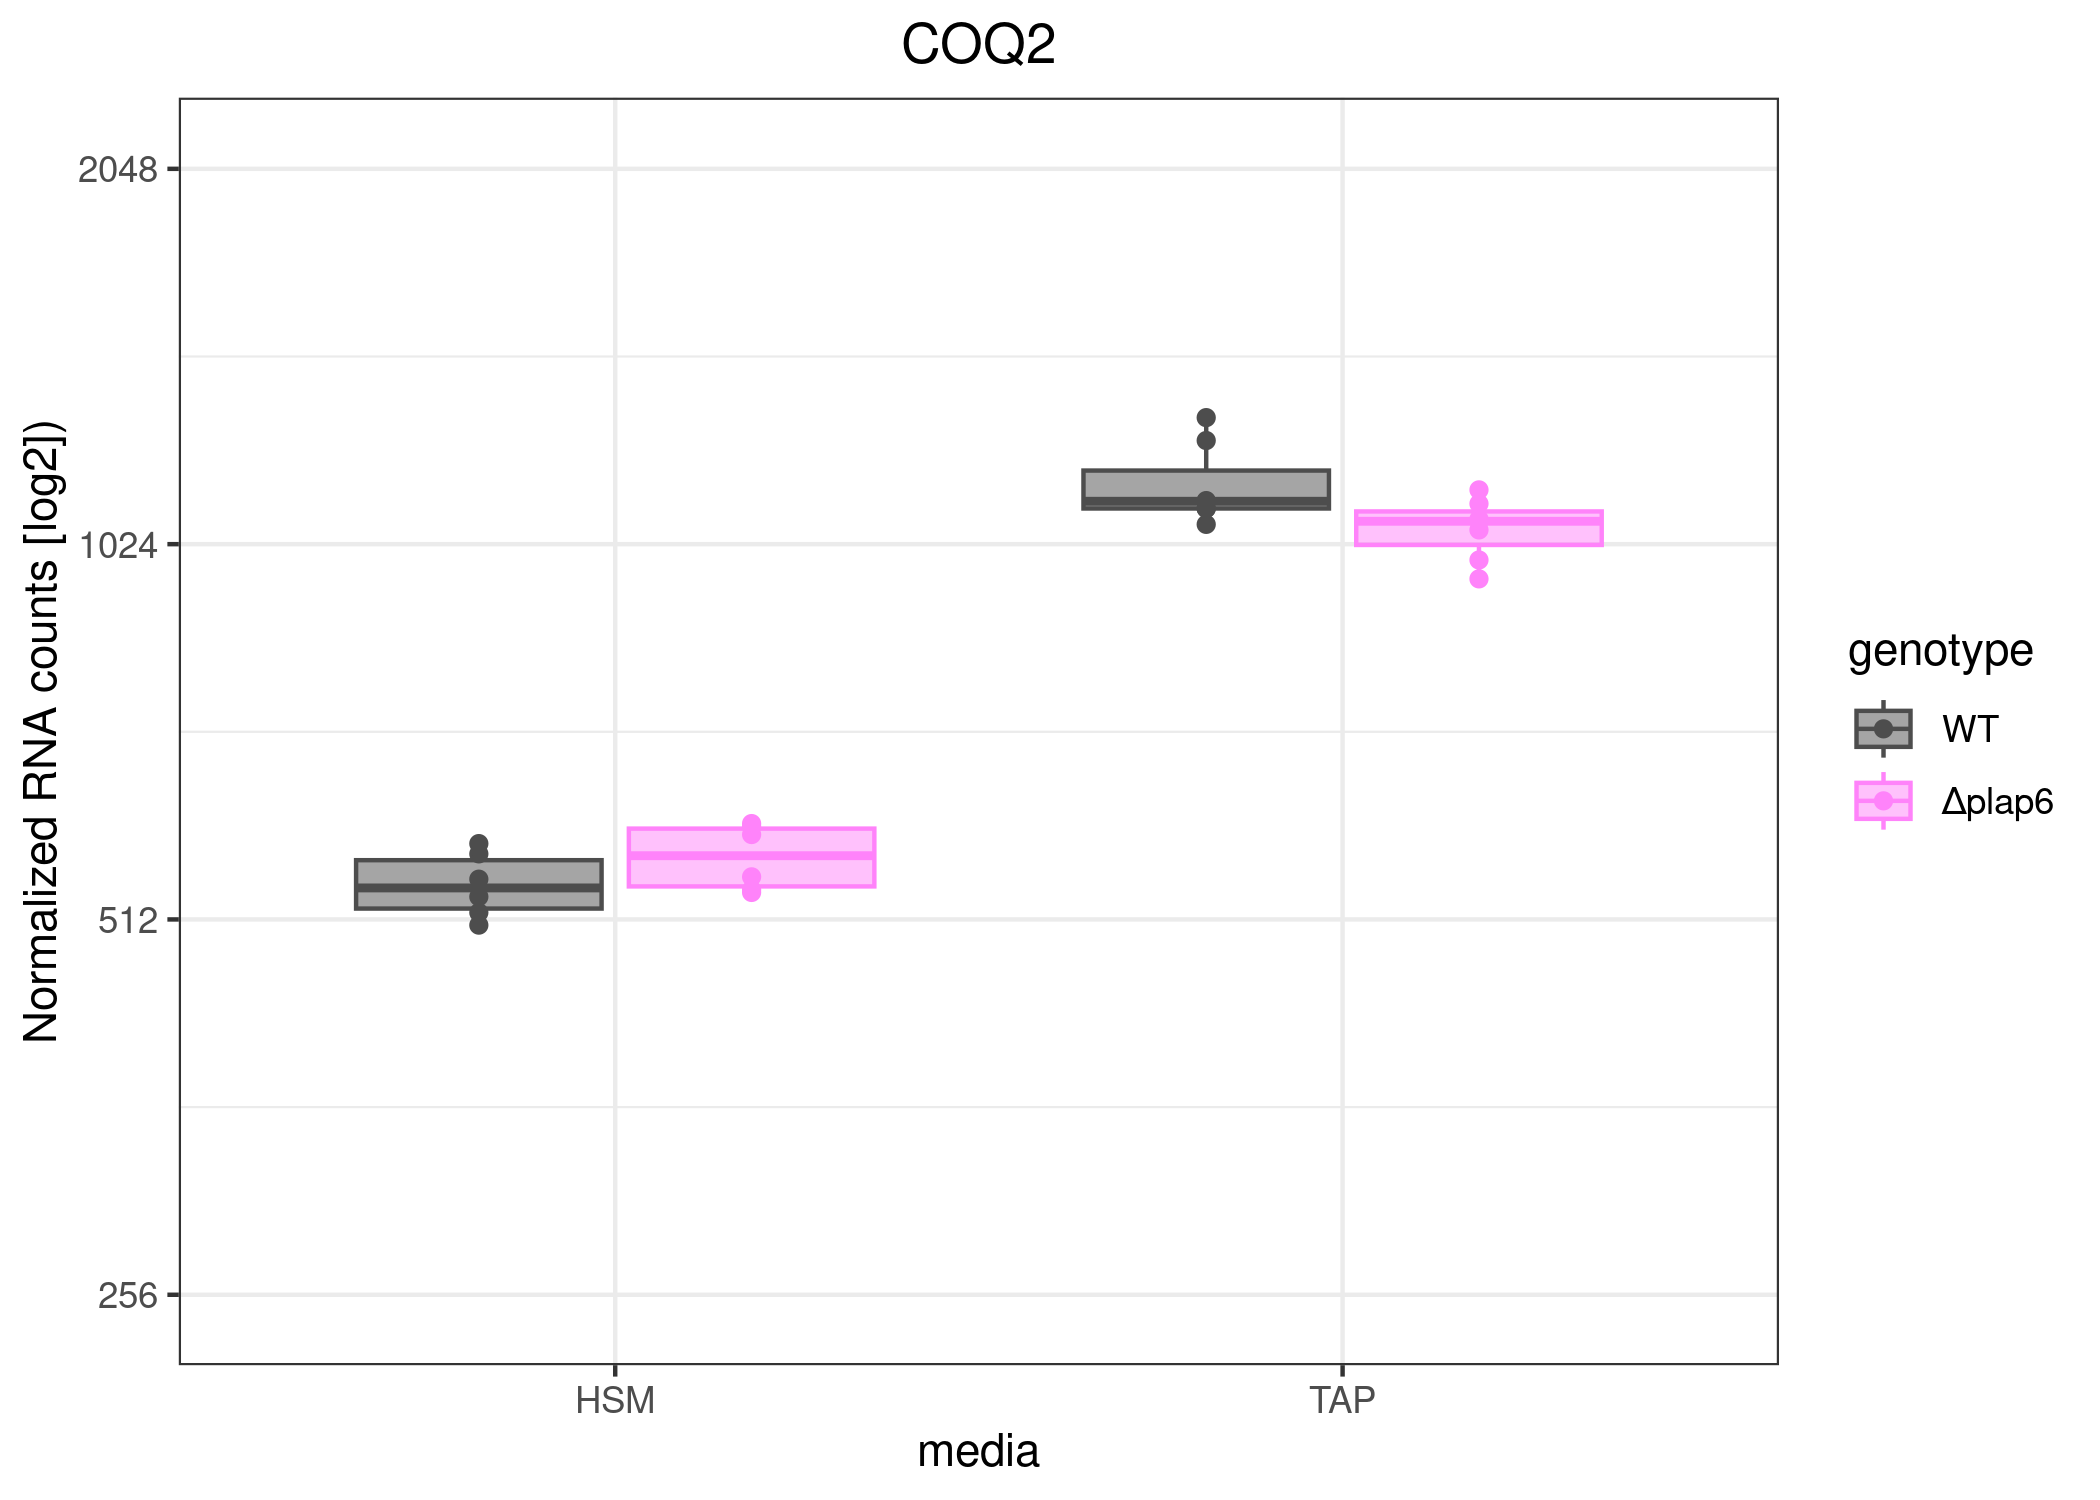 COQ2
Normalized RNA counts [log2])
2048
1024
512
256
HSM
TAP
media
genotype
WT
Δplap6